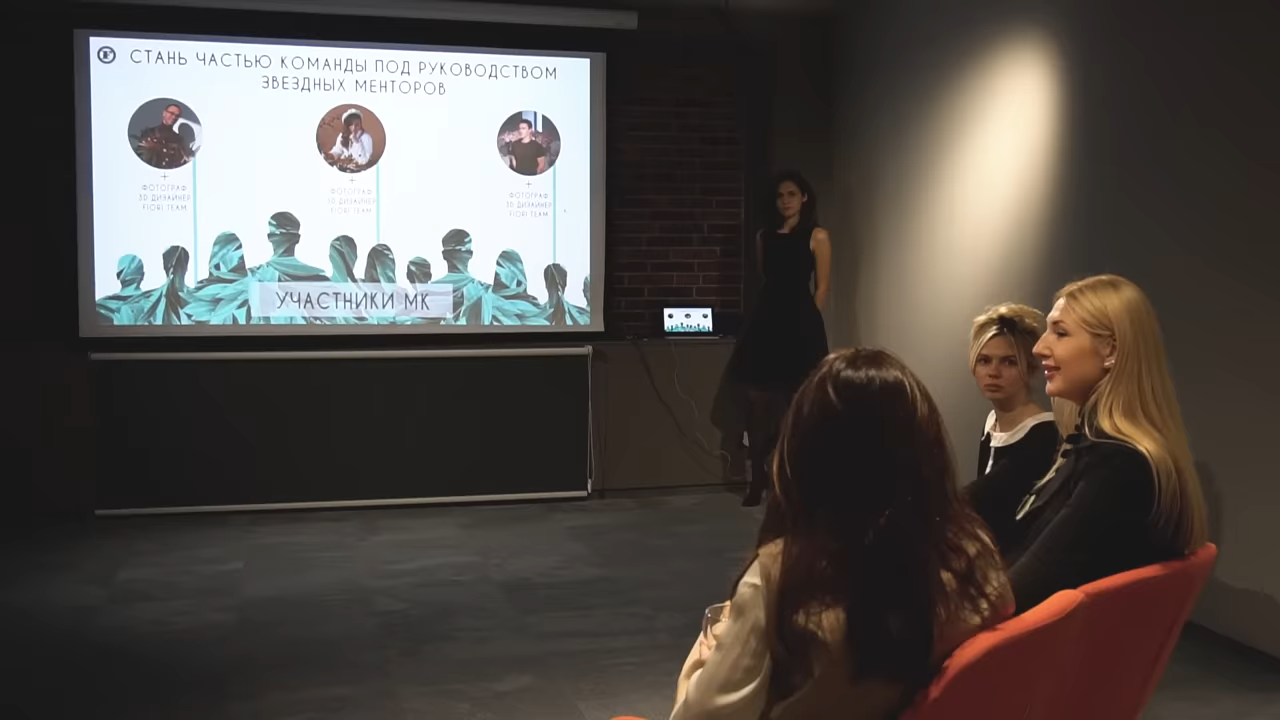 СТАНЬ ЧАСТЬЮ КОМАНДЫ ПОД РУКОВОДСТВОМ
ЗВЕЗДНЫХ МЕНТОРОВ
+
ФОТОГРАФ
3D ДИЗАЙНЕР
FIORI TEAM
+
ФОТОГРАФ
3D ДИЗАЙНЕР
FIORI TEAM
+
ФОТОГРАФ
3D ДИЗАЙНЕР
FIORI TEAM
УЧАСТНИКИ МК